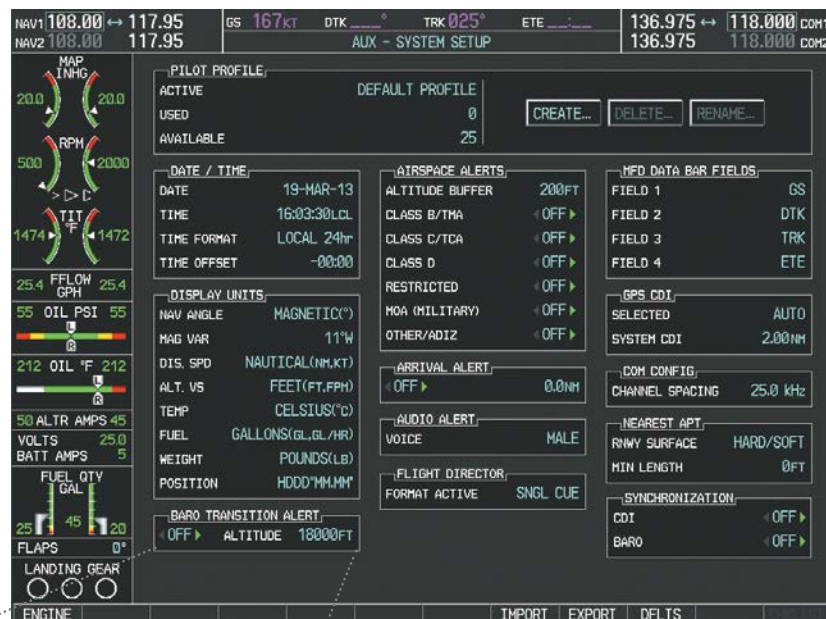 NAV1 108.00 ↔ 117.95
NAV2 108.00 117.95
GS 167KT DTK ___° TRK 025° ETE __:__
AUX - SYSTEM SETUP
136.975 ↔ 118.000 COM1
136.975 118.000 COM2
MAP
INHG
20.0 20.0
RPM
500 2000
TIT
°F
1474 1472
25.4 FFLOW GPH 25.4
55 OIL PSI 55
L
R
212 OIL °F 212
L
R
50 ALTR AMPS 45
VOLTS 25.0
BATT AMPS 5
FUEL QTY
GAL
25 45 20
FLAPS 0°
LANDING GEAR
PILOT PROFILE
ACTIVE DEFAULT PROFILE
USED 0
AVAILABLE 25
CREATE… DELETE… RENAME…
DATE / TIME
DATE 19-MAR-13
TIME 16:03:30LCL
TIME FORMAT LOCAL 24hr
TIME OFFSET -00:00
DISPLAY UNITS
NAV ANGLE MAGNETIC(°)
MAG VAR 11°W
DIS, SPD NAUTICAL(NM,KT)
ALT, VS FEET(FT,FPM)
TEMP CELSIUS(°C)
FUEL GALLONS(GL,GL/HR)
WEIGHT POUNDS(LB)
POSITION HDDD°MM.MM'
BARO TRANSITION ALERT
OFF ALTITUDE 18000FT
AIRSPACE ALERTS
ALTITUDE BUFFER 200FT
CLASS B/TMA OFF
CLASS C/TCA OFF
CLASS D OFF
RESTRICTED OFF
MOA (MILITARY) OFF
OTHER/ADIZ OFF
ARRIVAL ALERT
OFF 0.0NM
AUDIO ALERT
VOICE MALE
FLIGHT DIRECTOR
FORMAT ACTIVE SNGL CUE
MFD DATA BAR FIELDS
FIELD 1 GS
FIELD 2 DTK
FIELD 3 TRK
FIELD 4 ETE
GPS CDI
SELECTED AUTO
SYSTEM CDI 2.00NM
COM CONFIG
CHANNEL SPACING 25.0 kHz
NEAREST APT
RNWY SURFACE HARD/SOFT
MIN LENGTH 0FT
SYNCHRONIZATION
CDI OFF
BARO OFF
ENGINE IMPORT EXPORT DFLTS